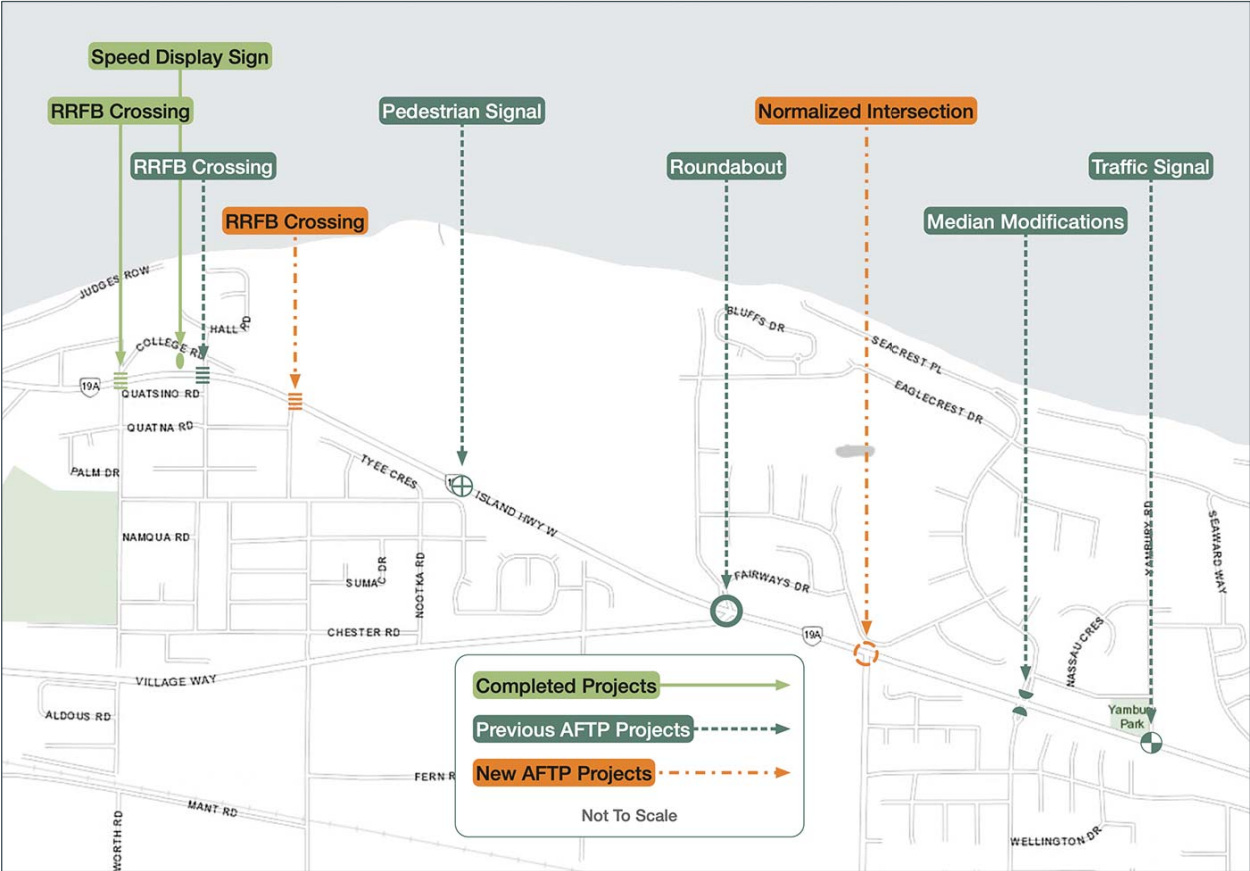 Speed Display Sign
RRFB Crossing
Pedestrian Signal
Normalized Intersection
RRFB Crossing
Roundabout
Traffic Signal
RRFB Crossing
Median Modifications
JUDGES ROW
HALL RD
COLLEGE RD
BLUFFS DR
SEACREST PL
EAGLECREST DR
19A
QUATSINO RD
QUATNA RD
PALM DR
TYEE CRES
ISLAND HWY W
NAMQUA RD
SUMAC DR
NOOTKA RD
YAMBURY RD
SEAWARD WAY
FAIRWAYS DR
CHESTER RD
19A
NASSAU CRES
VILLAGE WAY
ALDOUS RD
Yambury
Park
Completed Projects
Previous AFTP Projects
New AFTP Projects
Not To Scale
FERN R
MANT RD
WORTH RD
WELLINGTON DR